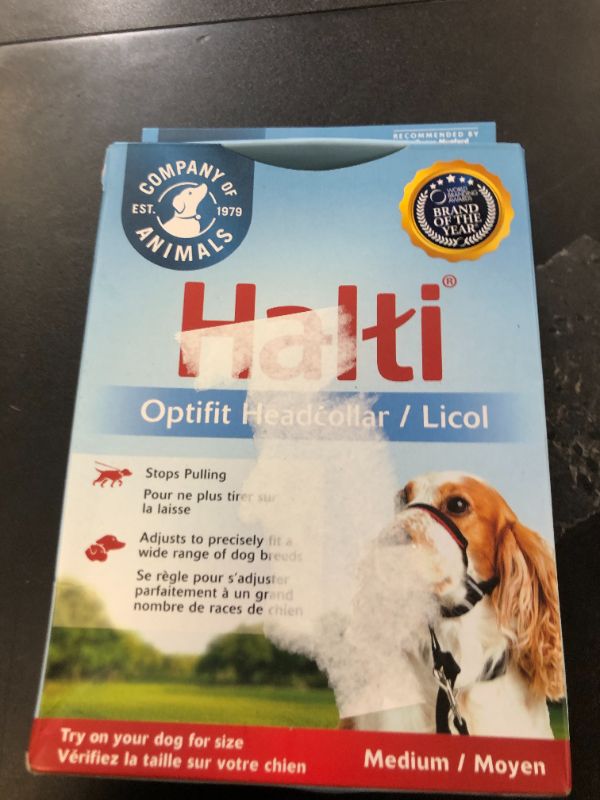 RECOMMENDED BY
COMPANY OF
EST. 1979
ANIMALS
WORLD
BRANDING
AWARDS
BRAND
OF THE
YEAR
Halti®
Optifit Headcollar / Licol
Stops Pulling
Pour ne plus tirer sur
la laisse
Adjusts to precisely fit a
wide range of dog breeds
Se règle pour s'adjuster
parfaitement à un grand
nombre de races de chien
Try on your dog for size
Vérifiez la taille sur votre chien
Medium / Moyen